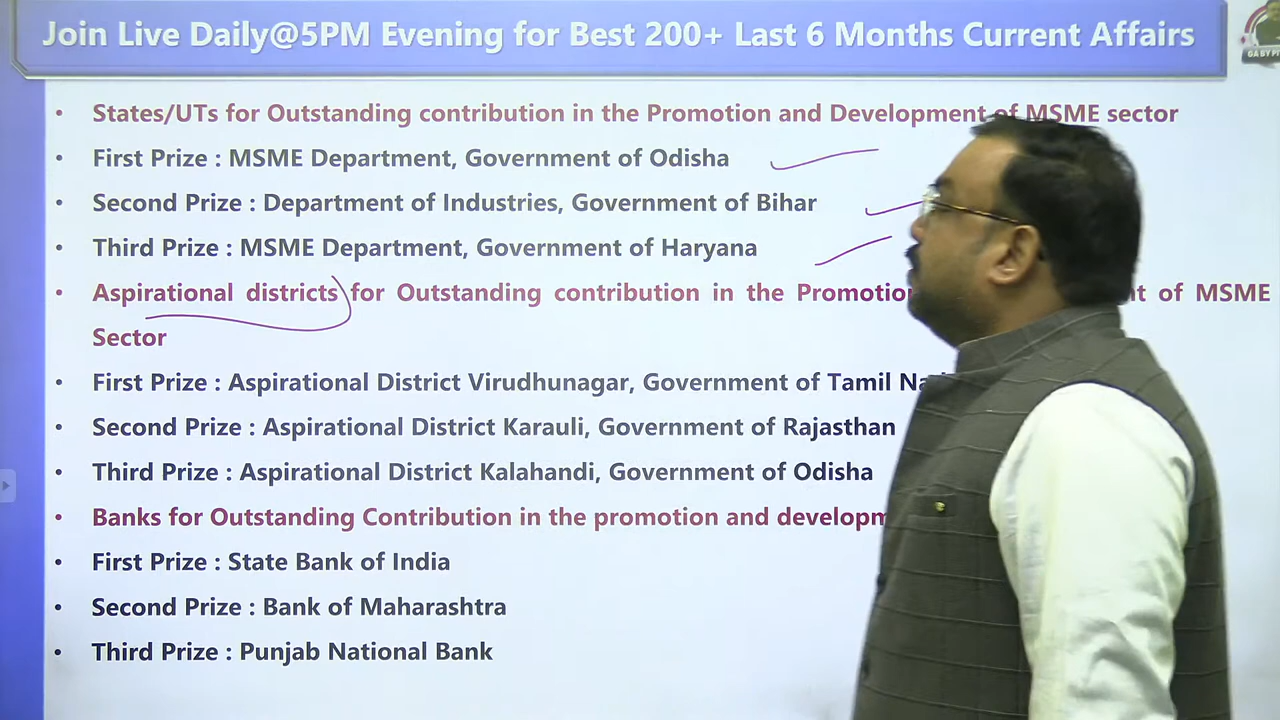 Join Live Daily@5PM Evening for Best 200+ Last 6 Months Current Affairs
• States/UTs for Outstanding contribution in the Promotion and Development of MSME sector
• First Prize : MSME Department, Government of Odisha
• Second Prize : Department of Industries, Government of Bihar
• Third Prize : MSME Department, Government of Haryana
• Aspirational districts for Outstanding contribution in the of MSME
Sector
• First Prize : Aspirational District Virudhunagar, Government of Tamil
• Second Prize : Aspirational District Karauli, Government of Rajasthan
• Third Prize : Aspirational District Kalahandi, Government of Odisha
• Banks for Outstanding Contribution in the promotion and
• First Prize : State Bank of India
• Second Prize : Bank of Maharashtra
• Third Prize : Punjab National Bank